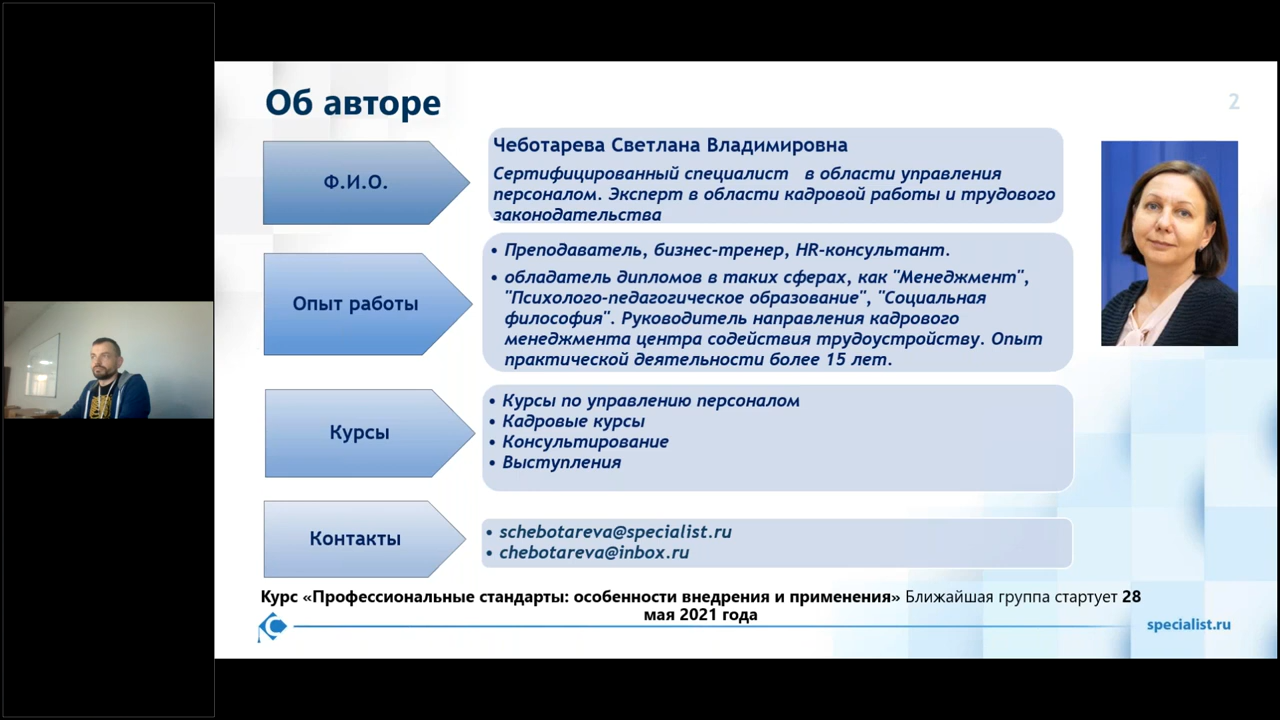 Об авторе
2
Ф.И.О.
Чеботарева Светлана Владимировна
Сертифицированный специалист в области управления
персоналом. Эксперт в области кадровой работы и трудового
законодательства
Опыт работы
• Преподаватель, бизнес-тренер, HR-консультант.
• обладатель дипломов в таких сферах, как "Менеджмент",
"Психолого-педагогическое образование", "Социальная
философия". Руководитель направления кадрового
менеджмента центра содействия трудоустройству. Опыт
практической деятельности более 15 лет.
Курсы
• Курсы по управлению персоналом
• Кадровые курсы
• Консультирование
• Выступления
Контакты
• schebotareva@specialist.ru
• chebotareva@inbox.ru
Курс «Профессиональные стандарты: особенности внедрения и применения» Ближайшая группа стартует 28
мая 2021 года
specialist.ru